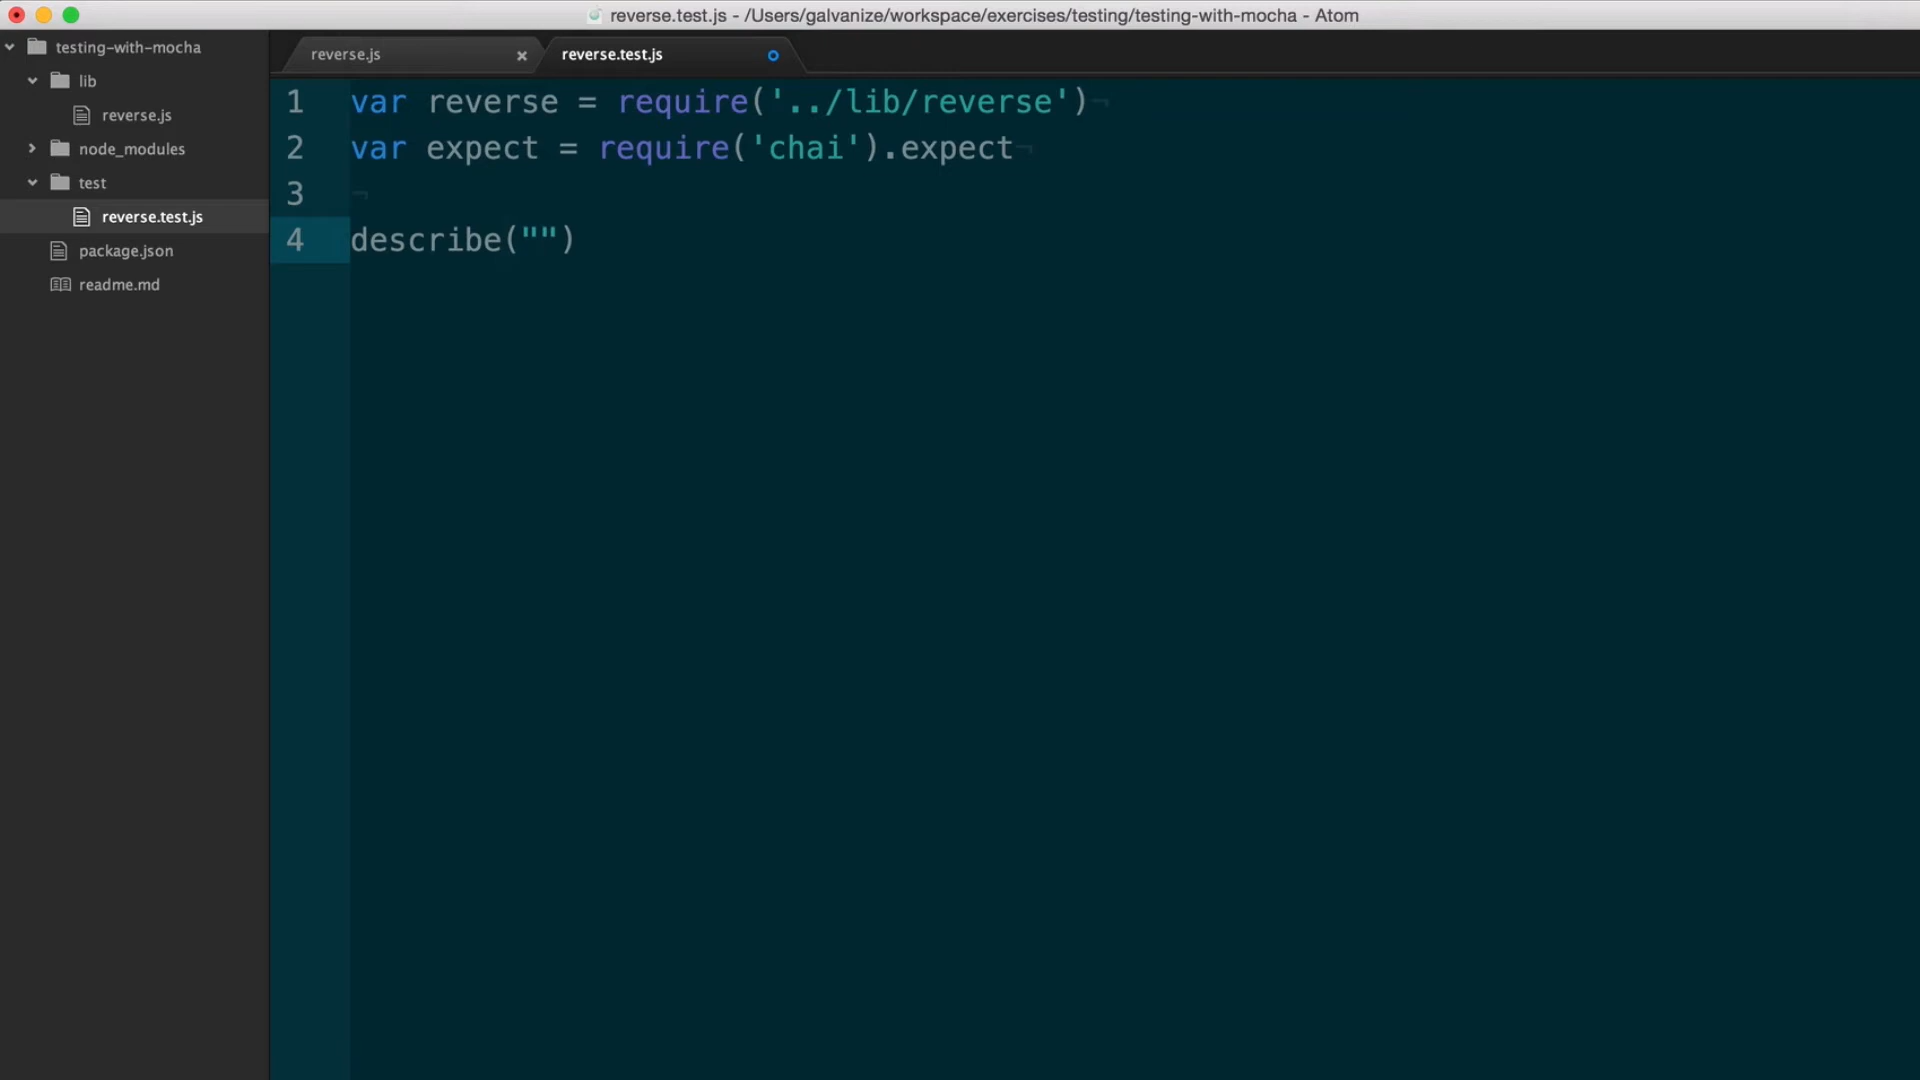 reverse.test.js - /Users/galvanize/workspace/exercises/testing/testing-with-mocha - Atom
testing-with-mocha
lib
reverse.js
node_modules
test
reverse.test.js
package.json
readme.md
reverse.js
reverse.test.js
1 var reverse = require('../lib/reverse')¬
2 var expect = require('chai').expect¬
3 ¬
4 describe("")